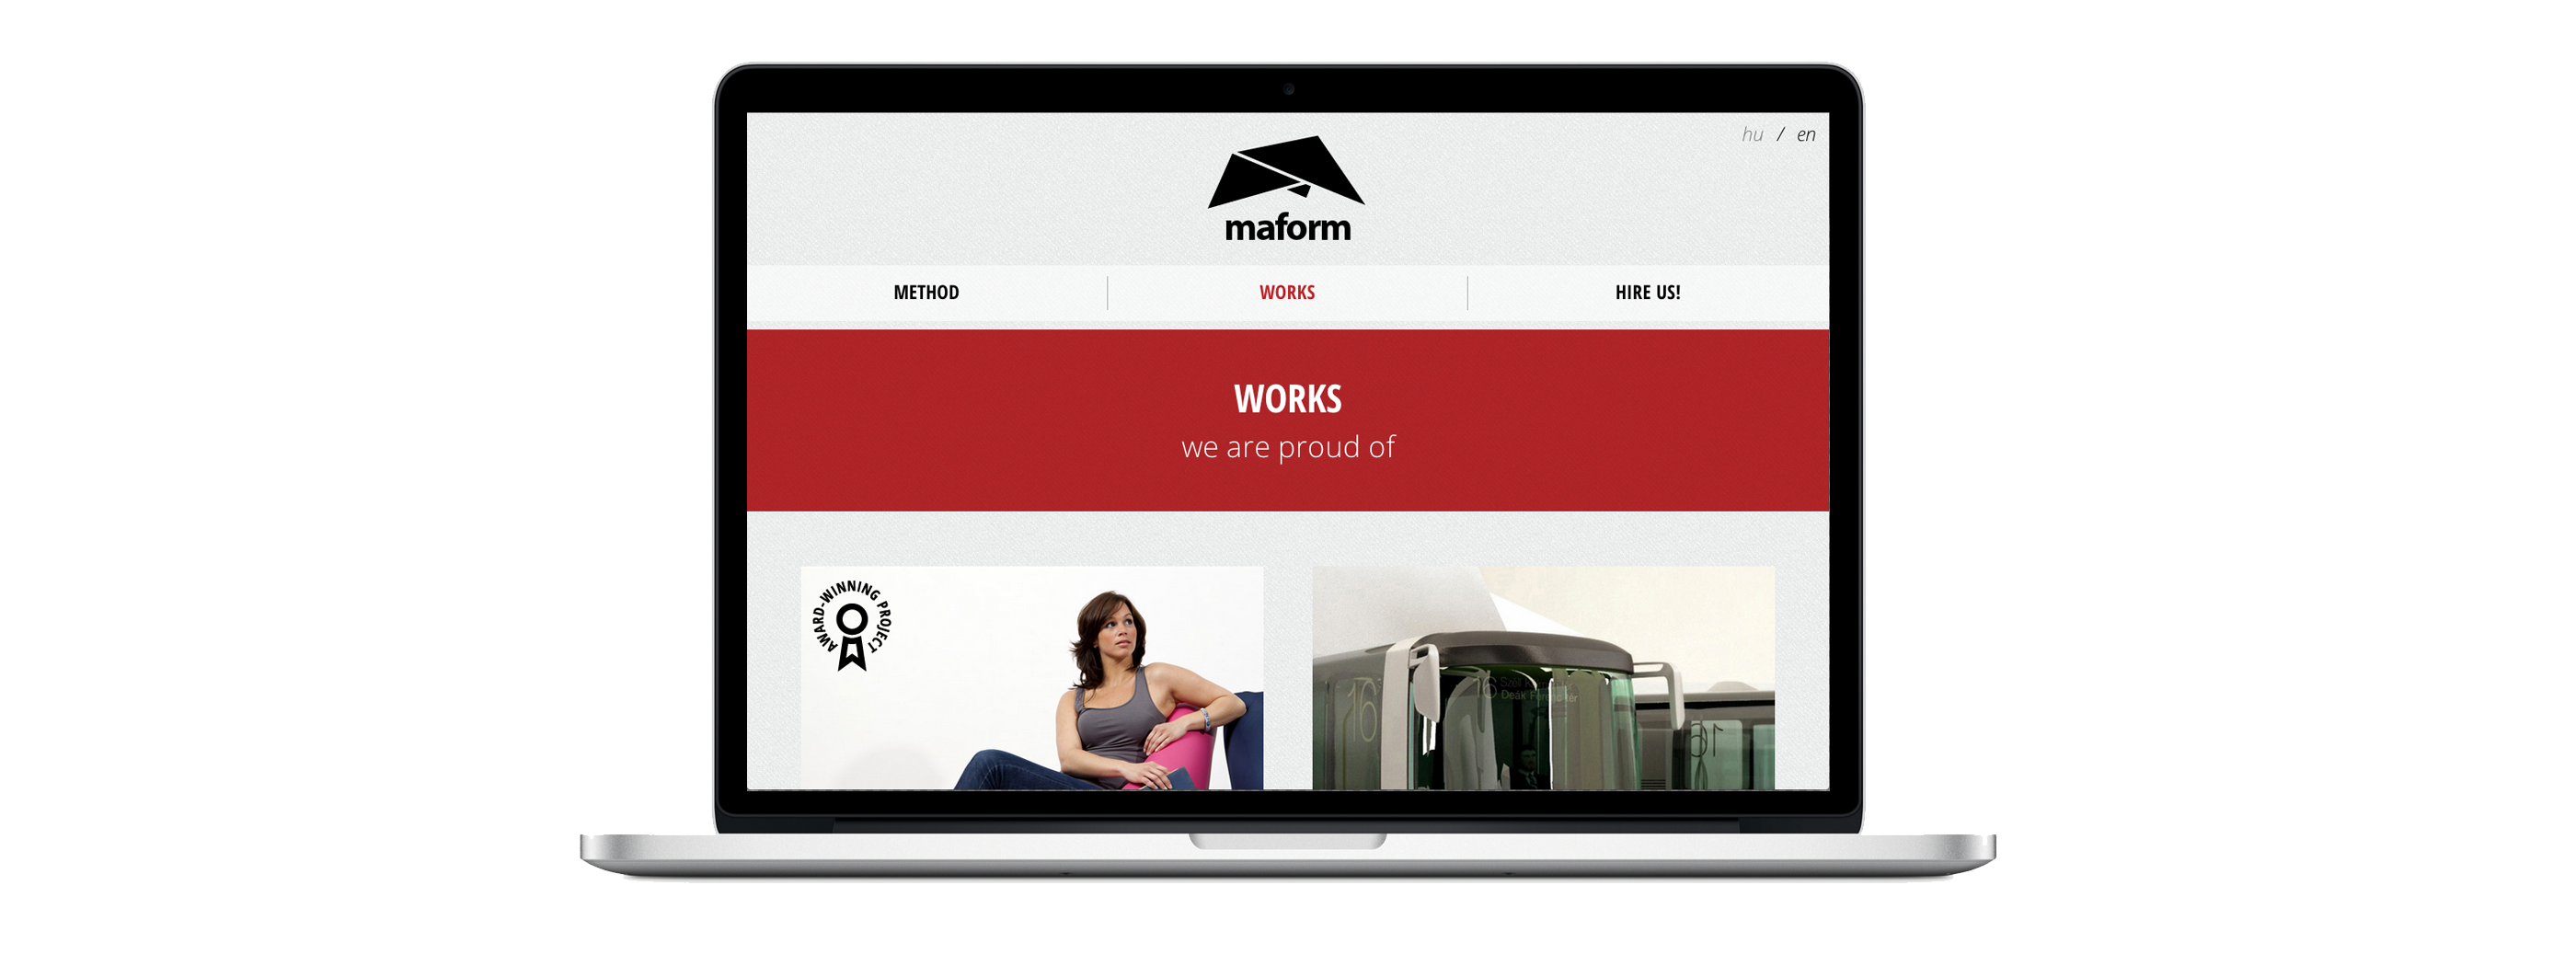 hu / en
maform
METHOD
WORKS
HIRE US!
WORKS
we are proud of
AWARD-WINNING PROJECT
16
16
Deák Ferenc tér
16